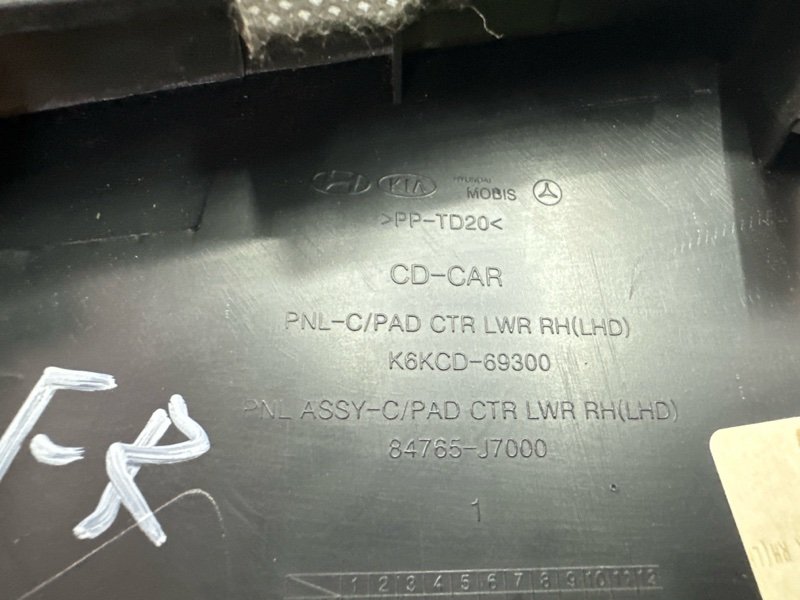 KIA HYUNDAI MOBIS
>PP-TD20<
CD-CAR
PNL-C/PAD CTR LWR RH(LHD)
K6KCD-69300
PNL ASSY-C/PAD CTR LWR RH(LHD)
84765-J7000
1
1 2 3 4 5 6 7 8 9 10 11 12